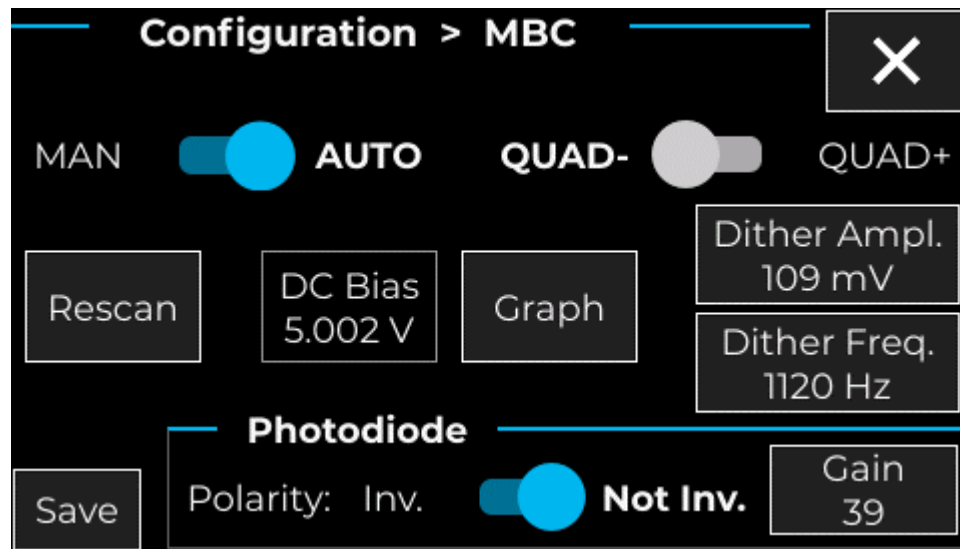 Configuration > MBC
MAN AUTO QUAD- QUAD+
Rescan
DC Bias
5.002 V
Graph
Dither Ampl.
109 mV
Dither Freq.
1120 Hz
Photodiode
Save
Polarity: Inv. Not Inv.
Gain
39